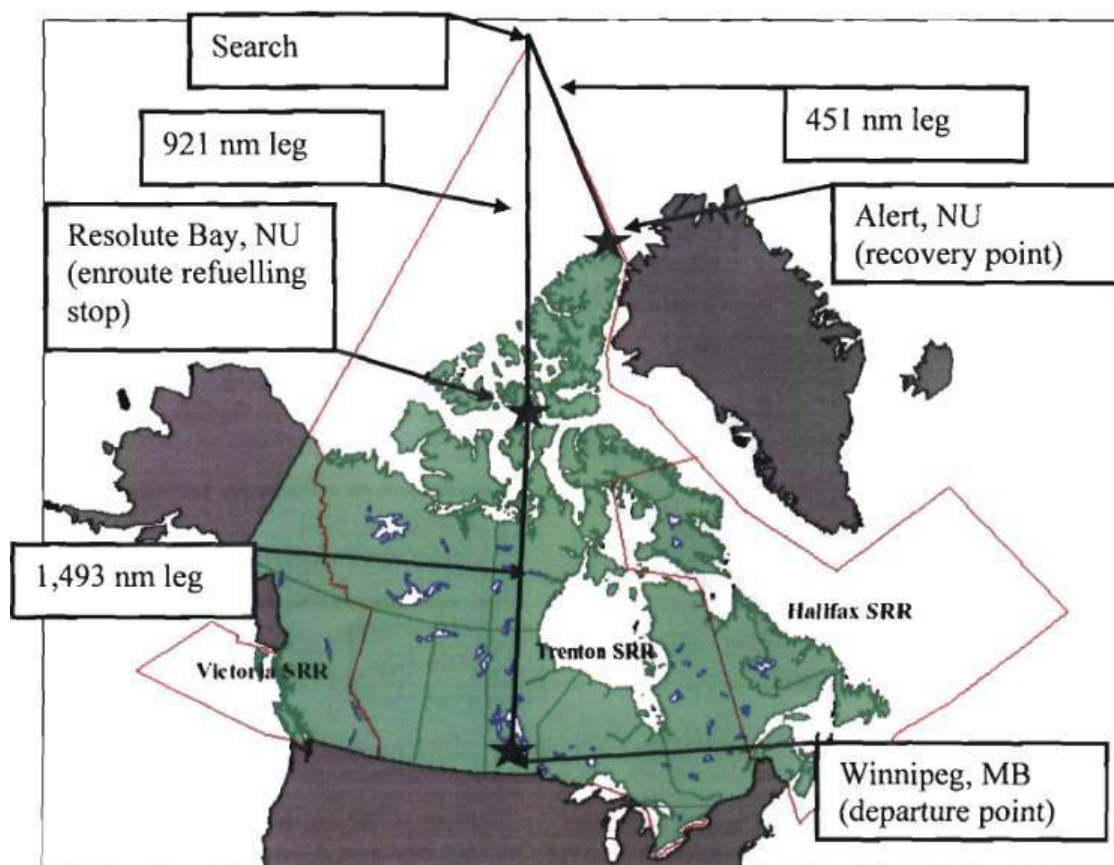 Search
921 nm leg
451 nm leg
Resolute Bay, NU
(enroute refuelling
stop)
Alert, NU
(recovery point)
1,493 nm leg
Halifax SRR
Trenton SRR
Victoria SRR
Winnipeg, MB
(departure point)